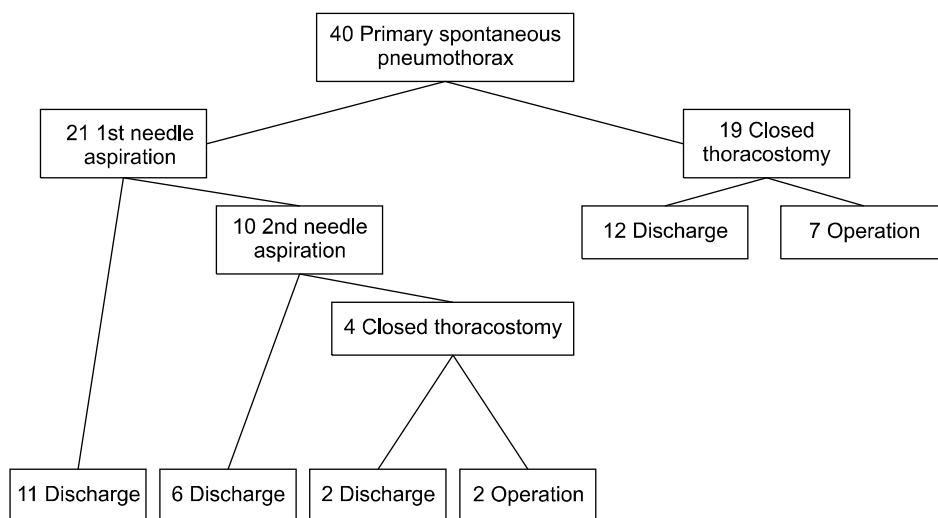 40 Primary spontaneous
pneumothorax
21 1st needle
aspiration
19 Closed
thoracostomy
10 2nd needle
aspiration
12 Discharge
7 Operation
4 Closed thoracostomy
11 Discharge
6 Discharge
2 Discharge
2 Operation